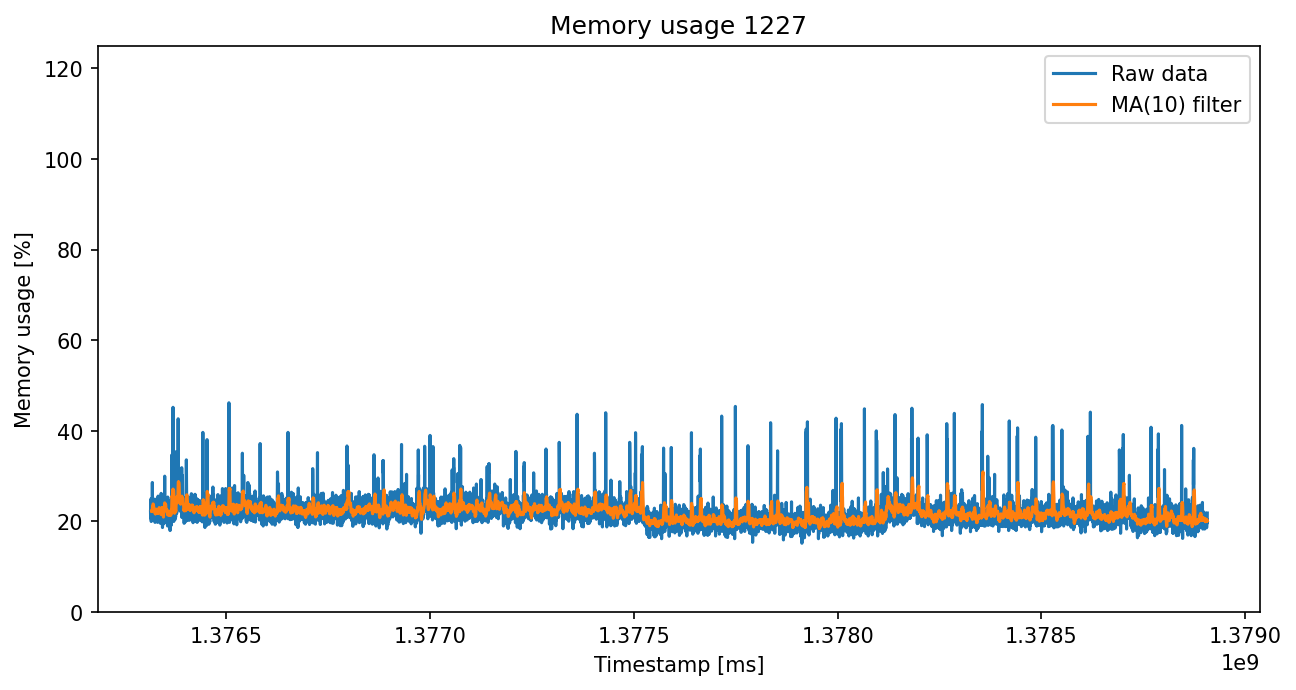 Memory usage 1227
Raw data
MA(10) filter
Memory usage [%]
120
100
80
60
40
20
0
1.3765 1.3770 1.3775 1.3780 1.3785 1.3790
1e9
Timestamp [ms]